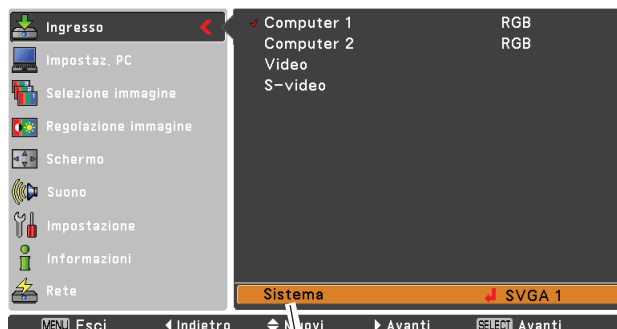 Ingresso
Impostaz. PC
Selezione immagine
Regolazione immagine
Schermo
Suono
Impostazione
Informazioni
Rete
Computer 1 RGB
Computer 2 RGB
Video
S-video
Sistema SVGA 1
MENU Esci Indietro Avanti SELECT Avanti